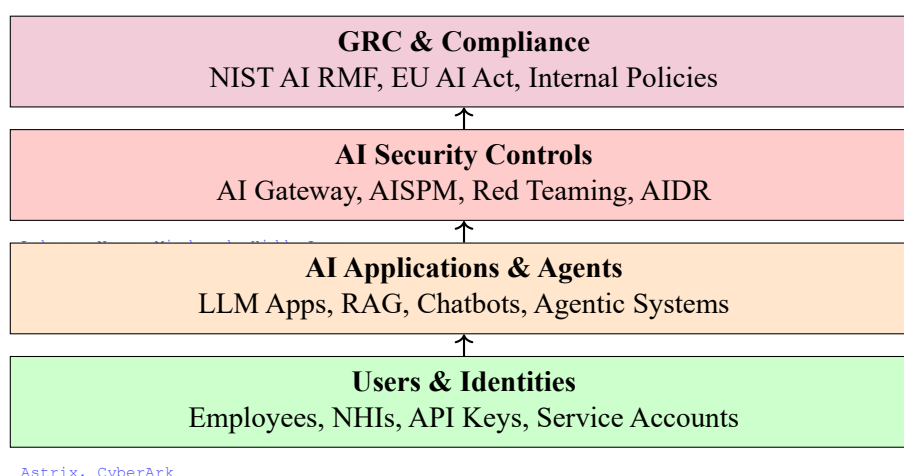 GRC & Compliance
NIST AI RMF, EU AI Act, Internal Policies
AI Security Controls
AI Gateway, AISPM, Red Teaming, AIDR
AI Applications & Agents
LLM Apps, RAG, Chatbots, Agentic Systems
Users & Identities
Employees, NHIs, API Keys, Service Accounts
Astrix, CyberArk